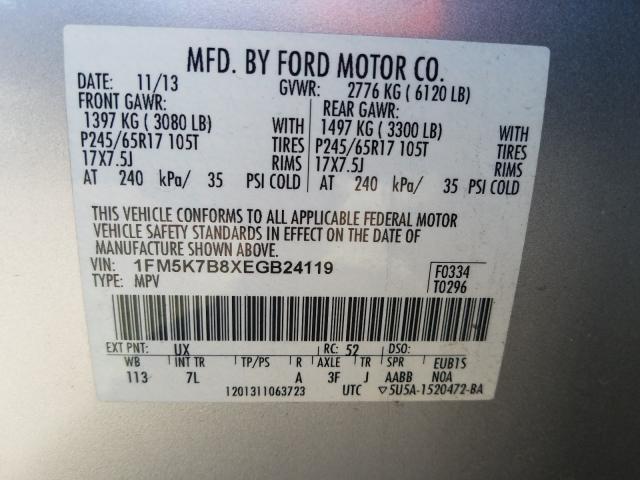 MFD. BY FORD MOTOR CO.
DATE: 11/13 GVWR: 2776 KG ( 6120 LB)
FRONT GAWR: REAR GAWR:
1397 KG ( 3080 LB) WITH 1497 KG ( 3300 LB) WITH
P245/65R17 105T TIRES P245/65R17 105T TIRES
17X7.5J RIMS 17X7.5J RIMS
AT 240 kPa/ 35 PSI COLD AT 240 kPa/ 35 PSI COLD
THIS VEHICLE CONFORMS TO ALL APPLICABLE FEDERAL MOTOR
VEHICLE SAFETY STANDARDS IN EFFECT ON THE DATE OF
MANUFACTURE SHOWN ABOVE.
VIN: 1FM5K7B8XEGB24119 F0334
TYPE: MPV T0296
EXT PNT: UX RC: 52 DSO:
WB INT TR TP/PS R AXLE TR SPR EUB1S
113 7L A 3F J AABB N0A
1201311063723 UTC ▽5U5A-1520472-BA